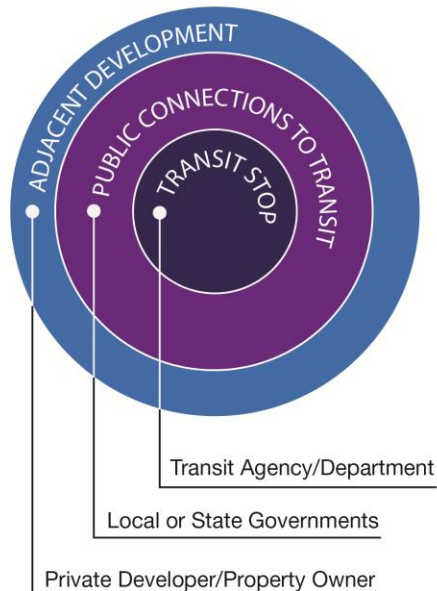 ADJACENT DEVELOPMENT
PUBLIC CONNECTIONS TO TRANSIT
TRANSIT STOP
Transit Agency/Department
Local or State Governments
Private Developer/Property Owner